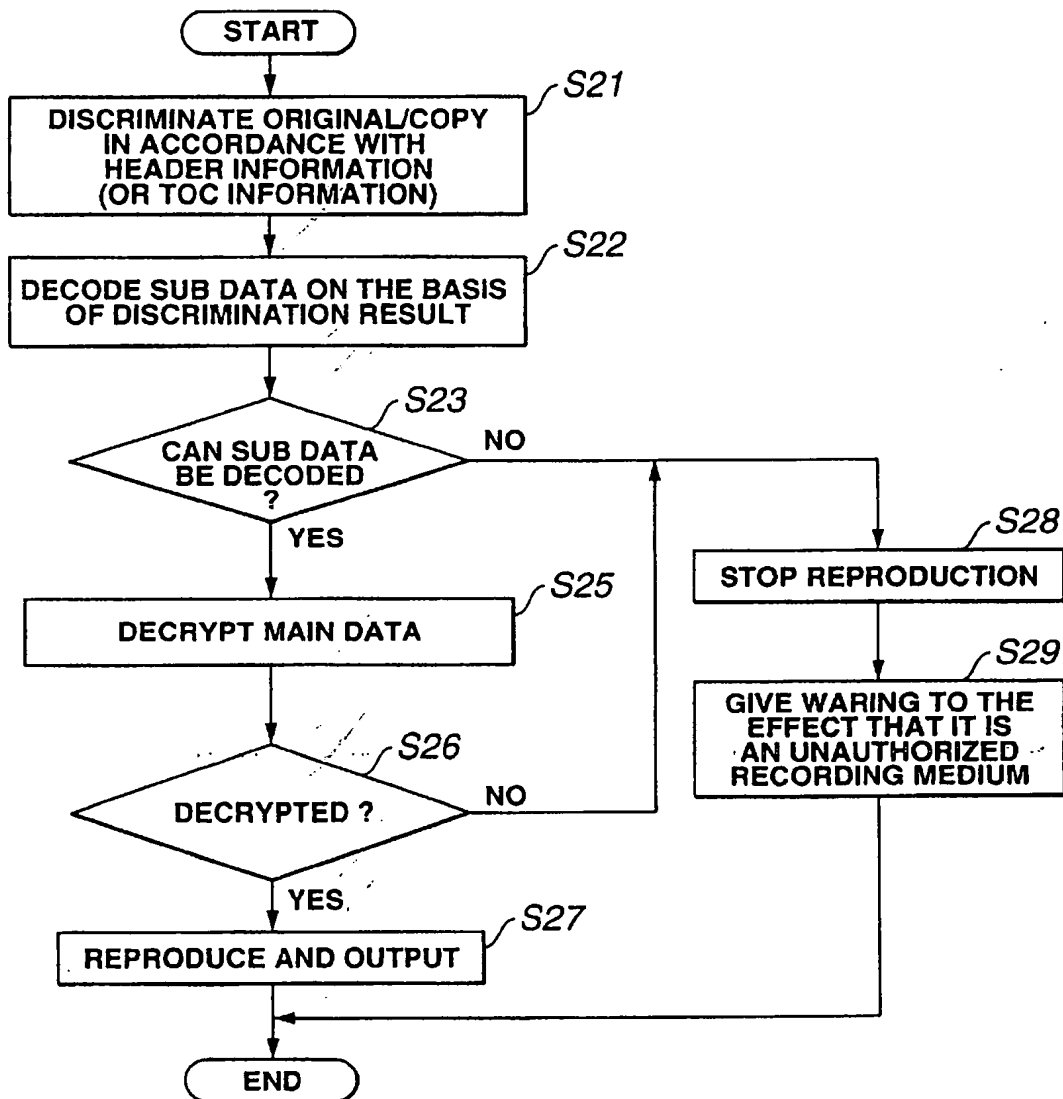 START
S21
DISCRIMINATE ORIGINAL/COPY
IN ACCORDANCE WITH
HEADER INFORMATION
(OR TOC INFORMATION)
S22
DECODE SUB DATA ON THE BASIS
OF DISCRIMINATION RESULT
S23
CAN SUB DATA
BE DECODED
?
NO
YES
S25
DECRYPT MAIN DATA
S26
DECRYPTED ?
NO
YES
S27
REPRODUCE AND OUTPUT
S28
STOP REPRODUCTION
S29
GIVE WARING TO THE
EFFECT THAT IT IS
AN UNAUTHORIZED
RECORDING MEDIUM
END